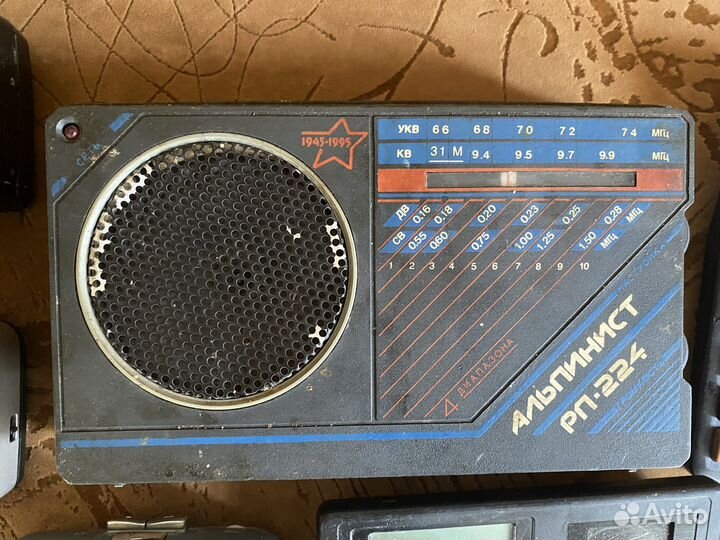 1945-1995
УКВ 66 68 70 72 74 МГц
КВ 31 М 9.4 9.5 9.7 9.9 МГц
ДВ 0.16 0.18 0.20 0.23 0.25 0.28 МГц
СВ 0.55 0.60 0.75 1.00 1.25 1.50 МГц
1 2 3 4 5 6 7 8 9 10
4 ДИАПАЗОНА
АЛЬПИНИСТ
РП-224
Avito